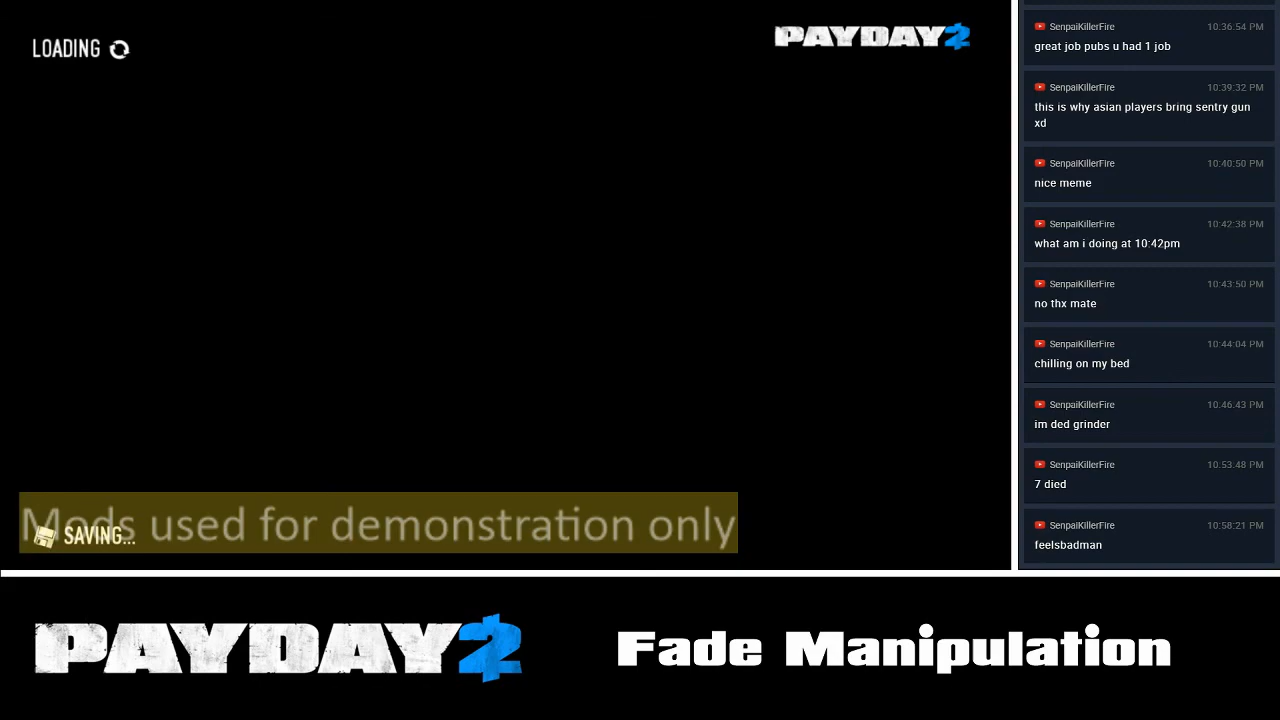 LOADING
PAYDAY 2
Mods used for demonstration only
SAVING...
SenpaiKillerFire 10:36:54 PM
great job pubs u had 1 job
SenpaiKillerFire 10:39:32 PM
this is why asian players bring sentry gun
xd
SenpaiKillerFire 10:40:50 PM
nice meme
SenpaiKillerFire 10:42:38 PM
what am i doing at 10:42pm
SenpaiKillerFire 10:43:50 PM
no thx mate
SenpaiKillerFire 10:44:04 PM
chilling on my bed
SenpaiKillerFire 10:46:43 PM
im ded grinder
SenpaiKillerFire 10:53:48 PM
7 died
SenpaiKillerFire 10:58:21 PM
feelsbadman
PAYDAY 2
Fade Manipulation